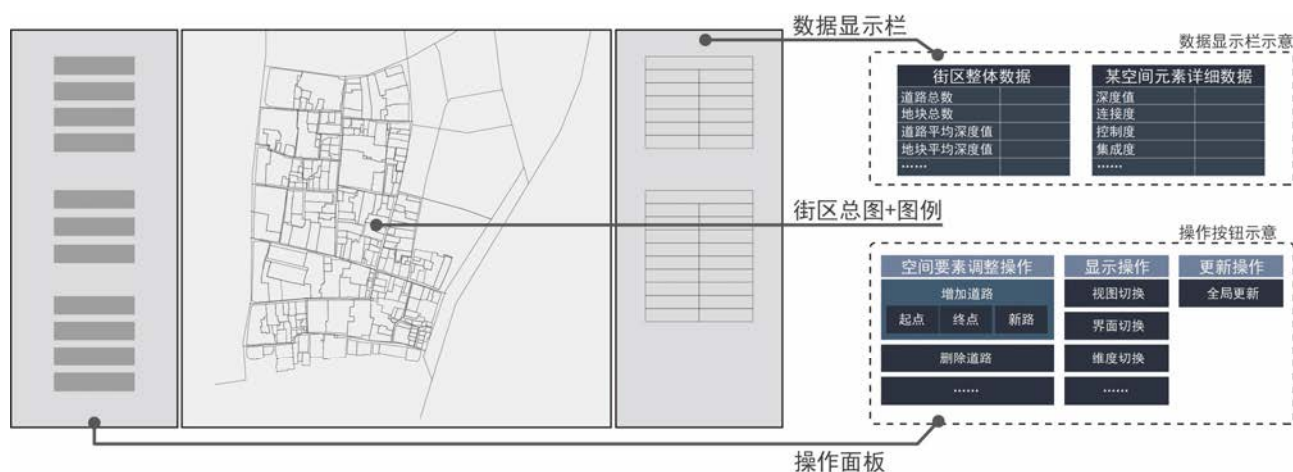 数据显示栏
数据显示栏示意
街区整体数据
道路总数
地块总数
道路平均深度值
地块平均深度值
……
某空间元素详细数据
深度值
连接度
控制度
集成度
……
街区总图+图例
操作按钮示意
空间要素调整操作
增加道路
起点 终点 新路
删除道路
……
显示操作
视图切换
界面切换
维度切换
……
更新操作
全局更新
操作面板